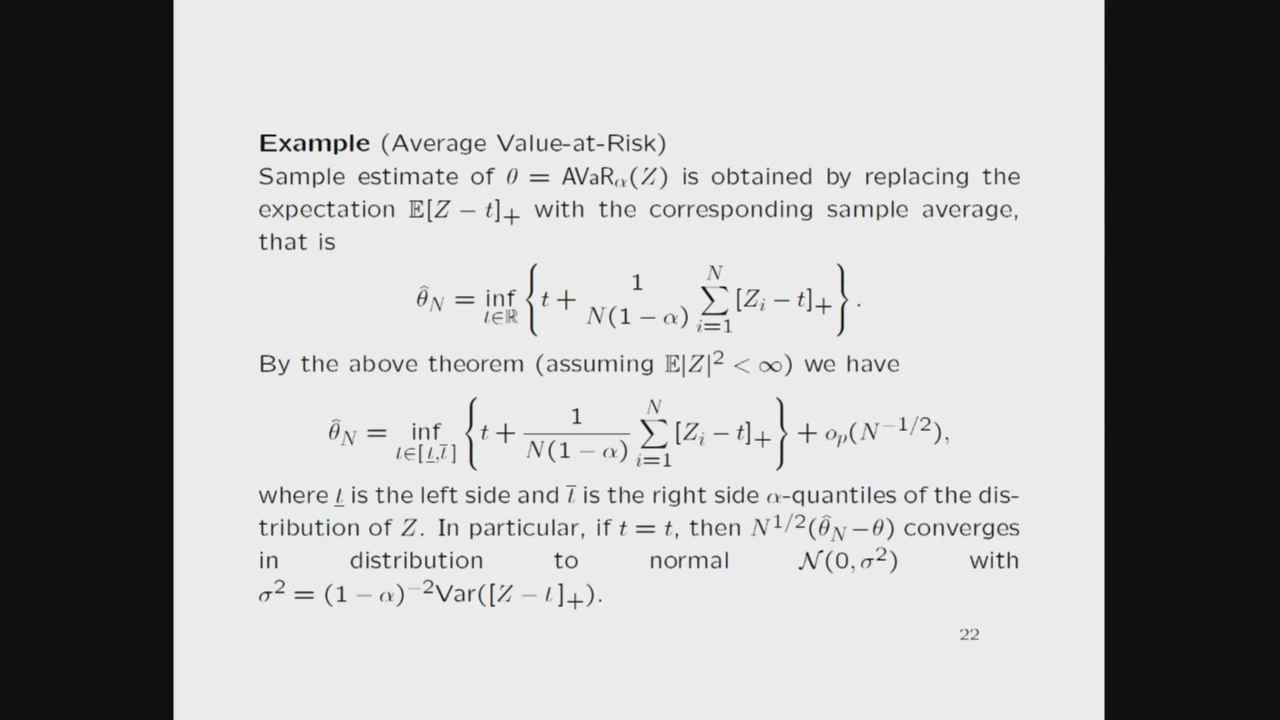 Example (Average Value-at-Risk)
Sample estimate of θ = AVaR_α(Z) is obtained by replacing the
expectation 𝔼[Z − t]₊ with the corresponding sample average,
that is
θ̂_N = inf_{t∈ℝ} { t + 1/(N(1 − α)) ∑_{i=1}^{N} [Z_i − t]₊ } .
By the above theorem (assuming 𝔼|Z|² < ∞) we have
θ̂_N = inf_{t∈[t̲,t̅]} { t + 1/(N(1 − α)) ∑_{i=1}^{N} [Z_i − t]₊ } + o_p(N^{−1/2}),
where t̲ is the left side and t̅ is the right side α-quantiles of the dis-
tribution of Z. In particular, if t = t, then N^{1/2}(θ̂_N−θ) converges
in distribution to normal 𝒩(0, σ²) with
σ² = (1 − α)^{−2}Var([Z − t]₊).
22